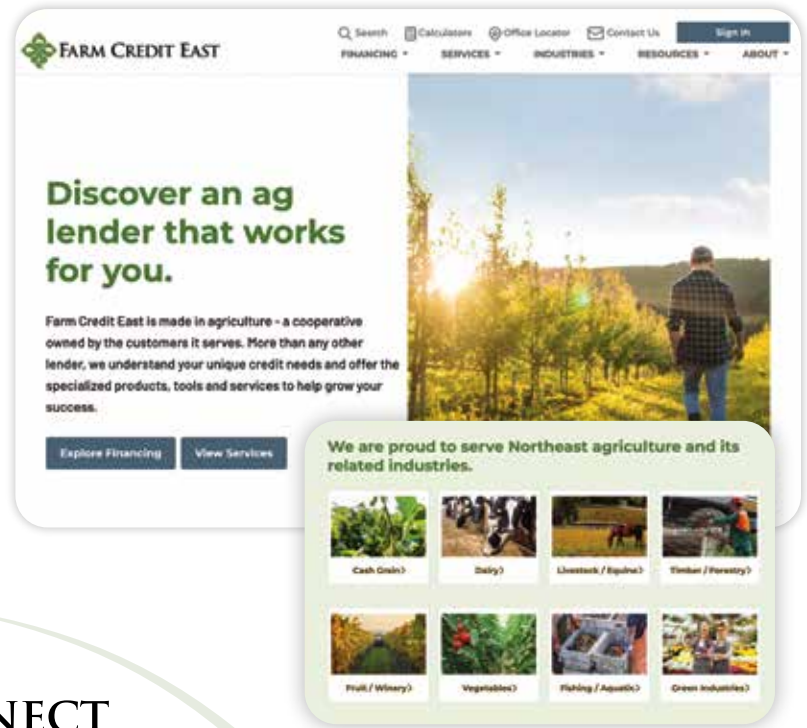 FARM CREDIT EAST
Search Calculators Office Locator Contact Us Sign In
FINANCING SERVICES INDUSTRIES RESOURCES ABOUT
Discover an ag
lender that works
for you.
Farm Credit East is made in agriculture - a cooperative
owned by the customers it serves. More than any other
lender, we understand your unique credit needs and offer the
specialized products, tools and services to help grow your
success.
Explore Financing View Services
We are proud to serve Northeast agriculture and its
related industries.
Cash Grain> Dairy> Livestock / Equine> Timber / Forestry>
Fruit / Winery> Vegetables> Fishing / Aquatic> Green Industries>
NECT